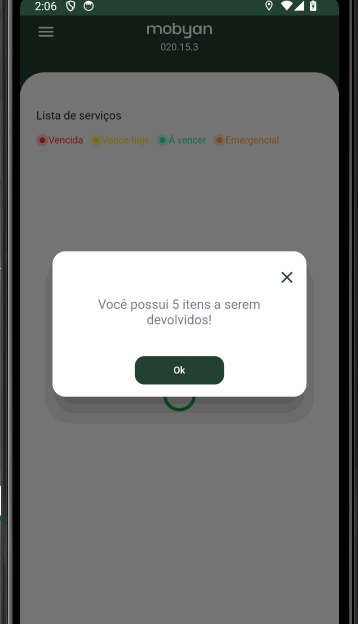 2:06
mobyan
020.15.3
Lista de serviços
Vencida Vence hoje À vencer Emergencial
Você possui 5 itens a serem
devolvidos!
Ok